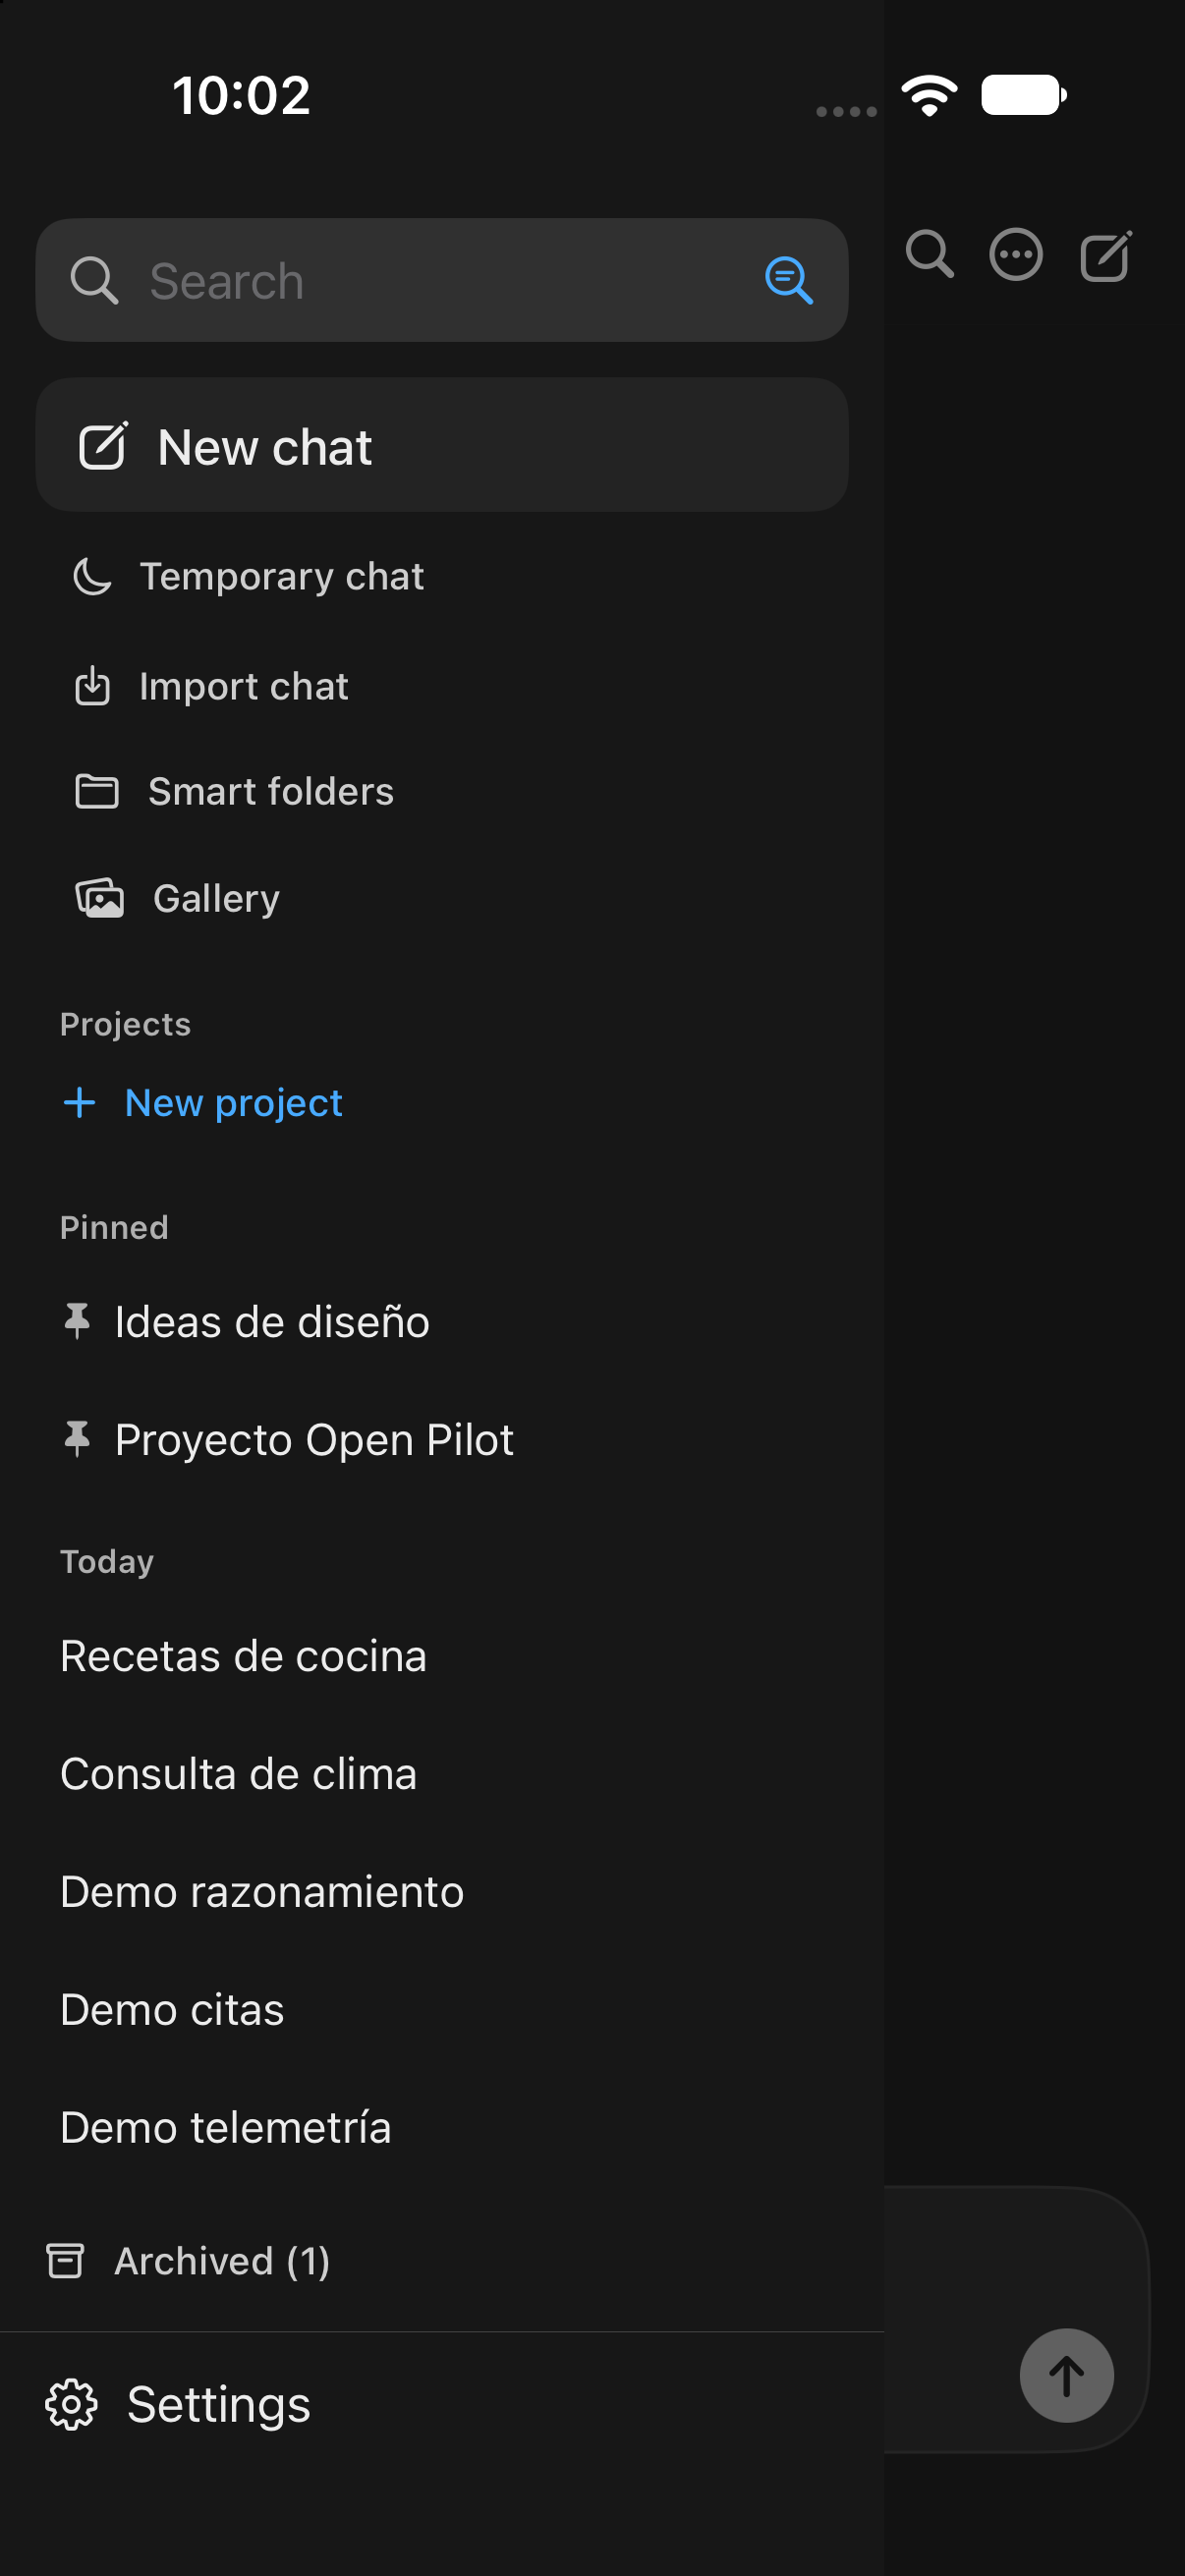 10:02
Search
New chat
Temporary chat
Import chat
Smart folders
Gallery
Projects
New project
Pinned
Ideas de diseño
Proyecto Open Pilot
Today
Recetas de cocina
Consulta de clima
Demo razonamiento
Demo citas
Demo telemetría
Archived (1)
Settings